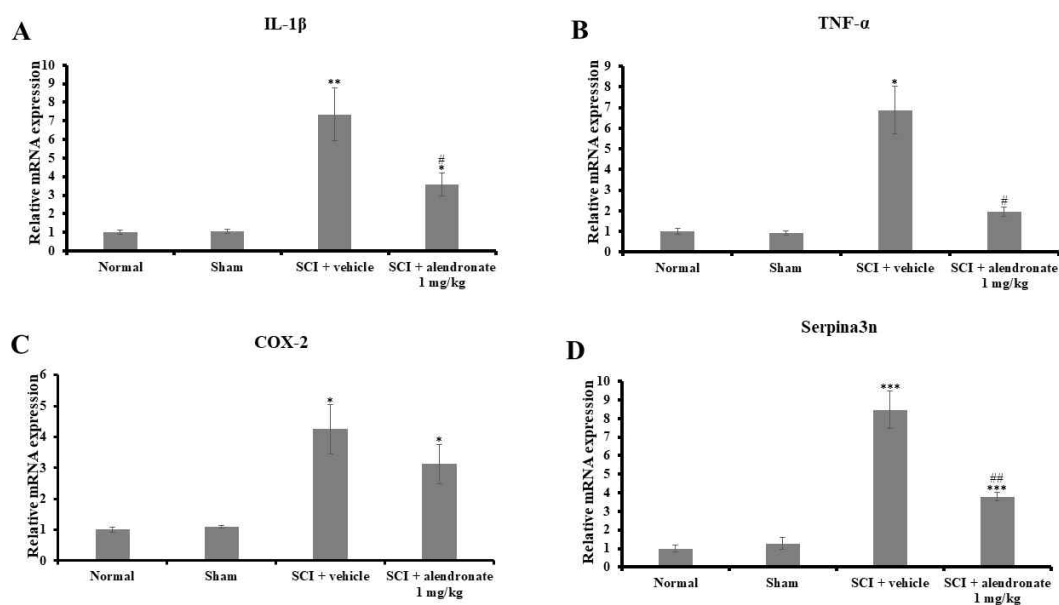 A
IL-1β
Relative mRNA expression
10
9
8
7
6
5
4
3
2
1
0
**
#
*
Normal
Sham
SCI + vehicle
SCI + alendronate
1 mg/kg
B
TNF-α
Relative mRNA expression
9
8
7
6
5
4
3
2
1
0
*
#
Normal
Sham
SCI + vehicle
SCI + alendronate
1 mg/kg
C
COX-2
Relative mRNA expression
6
5
4
3
2
1
0
*
*
Normal
Sham
SCI + vehicle
SCI + alendronate
1 mg/kg
D
Serpina3n
Relative mRNA expression
10
9
8
7
6
5
4
3
2
1
0
***
##
***
Normal
Sham
SCI + vehicle
SCI + alendronate
1 mg/kg